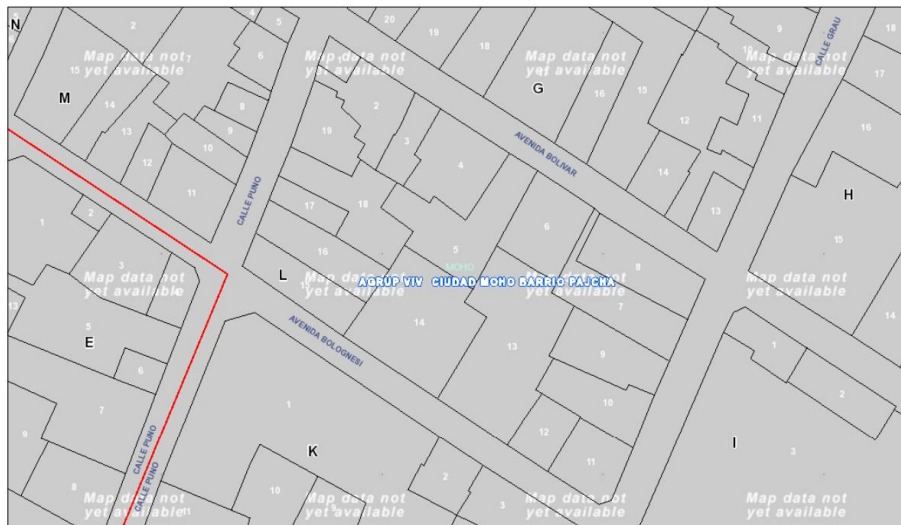 N
2
7
4
5
20
19
18
9
18
CALLE GRAU
Map data not
yet available
Map data not
yet available
Map data not
yet available
Map data not
yet available
15
6
10
17
M
14
8
2
G
16
15
11
16
13
9
3
12
10
AVENIDA BOLIVAR
12
19
4
14
11
CALLE PUNO
17
18
13
H
1
2
6
15
3
16
5
8
MOHO
L
15
AGRUP VIV CIUDAD MOHO BARRIO PAJCHA
Map data not
yet available
Map data not
yet available
Map data not
yet available
Map data not
yet available
13
5
14
7
14
E
AVENIDA BOLOGNESI
13
9
1
6
2
7
1
10
9
12
I
K
3
CALLE PUNO
11
8
10
2
CALLE PUNO
3
Map data not
yet available
Map data not
yet available
Map data not
yet available
Map data not
yet available
11
9